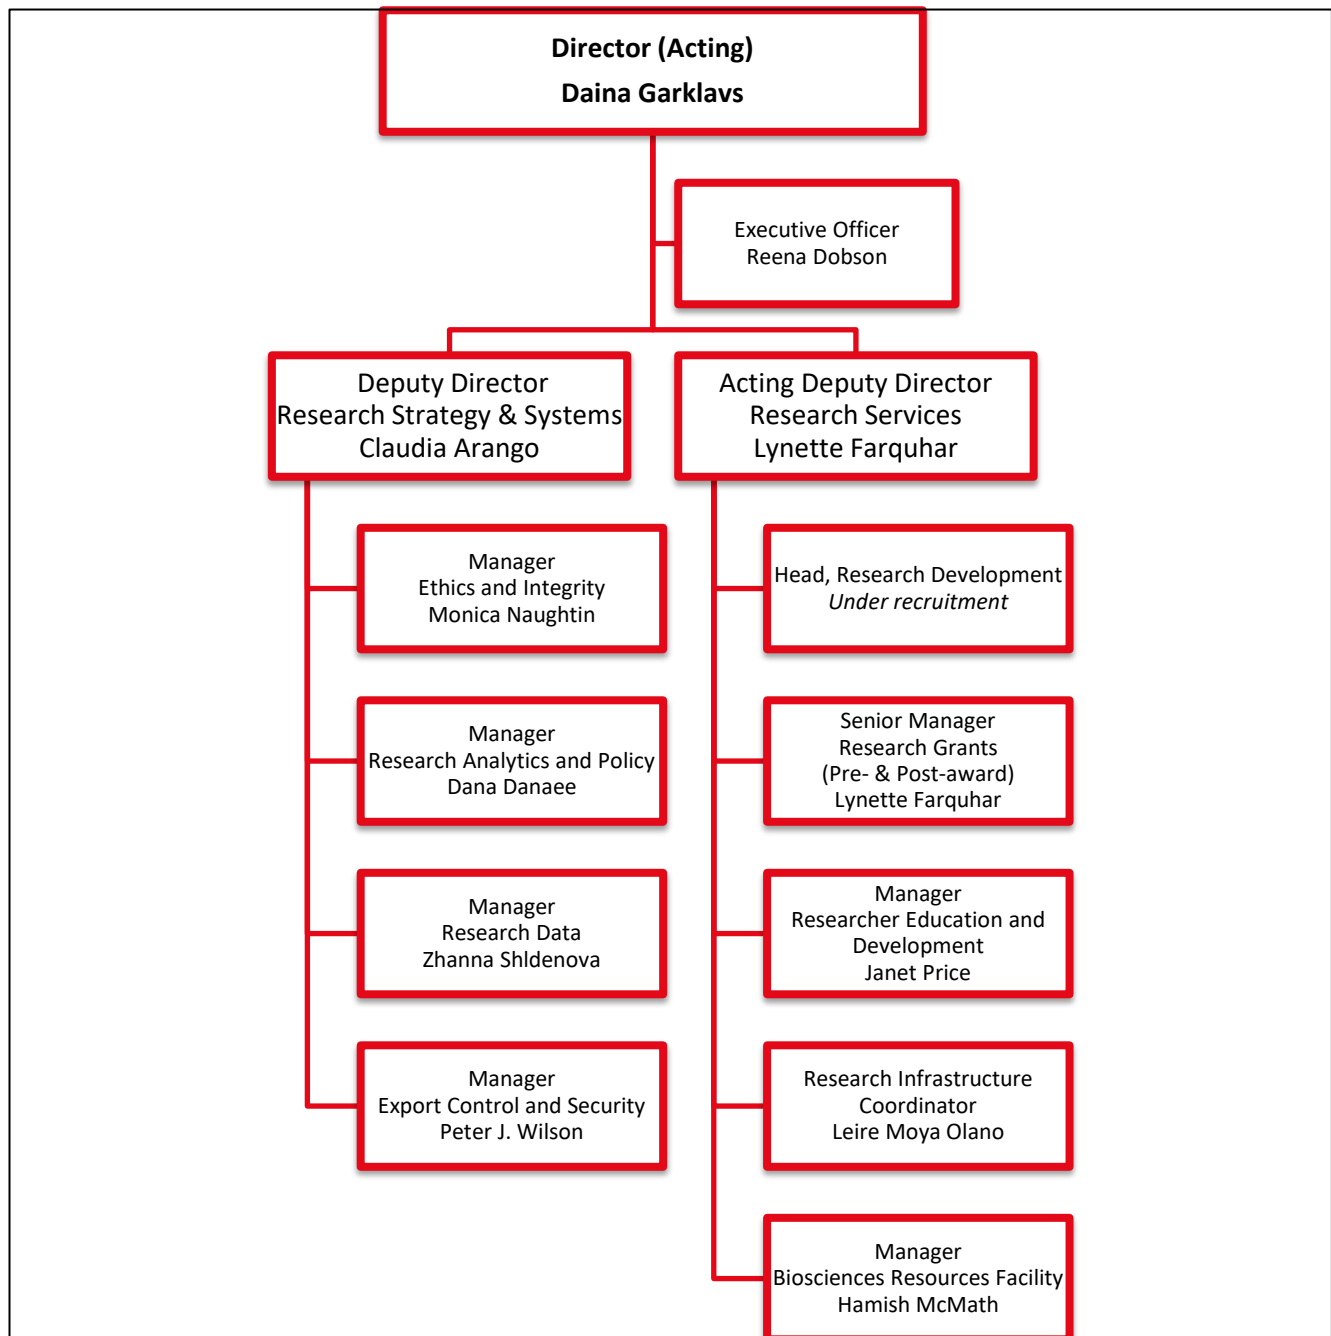 Director (Acting)
Daina Garklavs
Executive Officer
Reena Dobson
Deputy Director
Research Strategy & Systems
Claudia Arango
Acting Deputy Director
Research Services
Lynette Farquhar
Manager
Ethics and Integrity
Monica Naughtin
Manager
Research Analytics and Policy
Dana Danaee
Manager
Research Data
Zhanna Shldenova
Manager
Export Control and Security
Peter J. Wilson
Head, Research Development
Under recruitment
Senior Manager
Research Grants
(Pre- & Post-award)
Lynette Farquhar
Manager
Researcher Education and
Development
Janet Price
Research Infrastructure
Coordinator
Leire Moya Olano
Manager
Biosciences Resources Facility
Hamish McMath